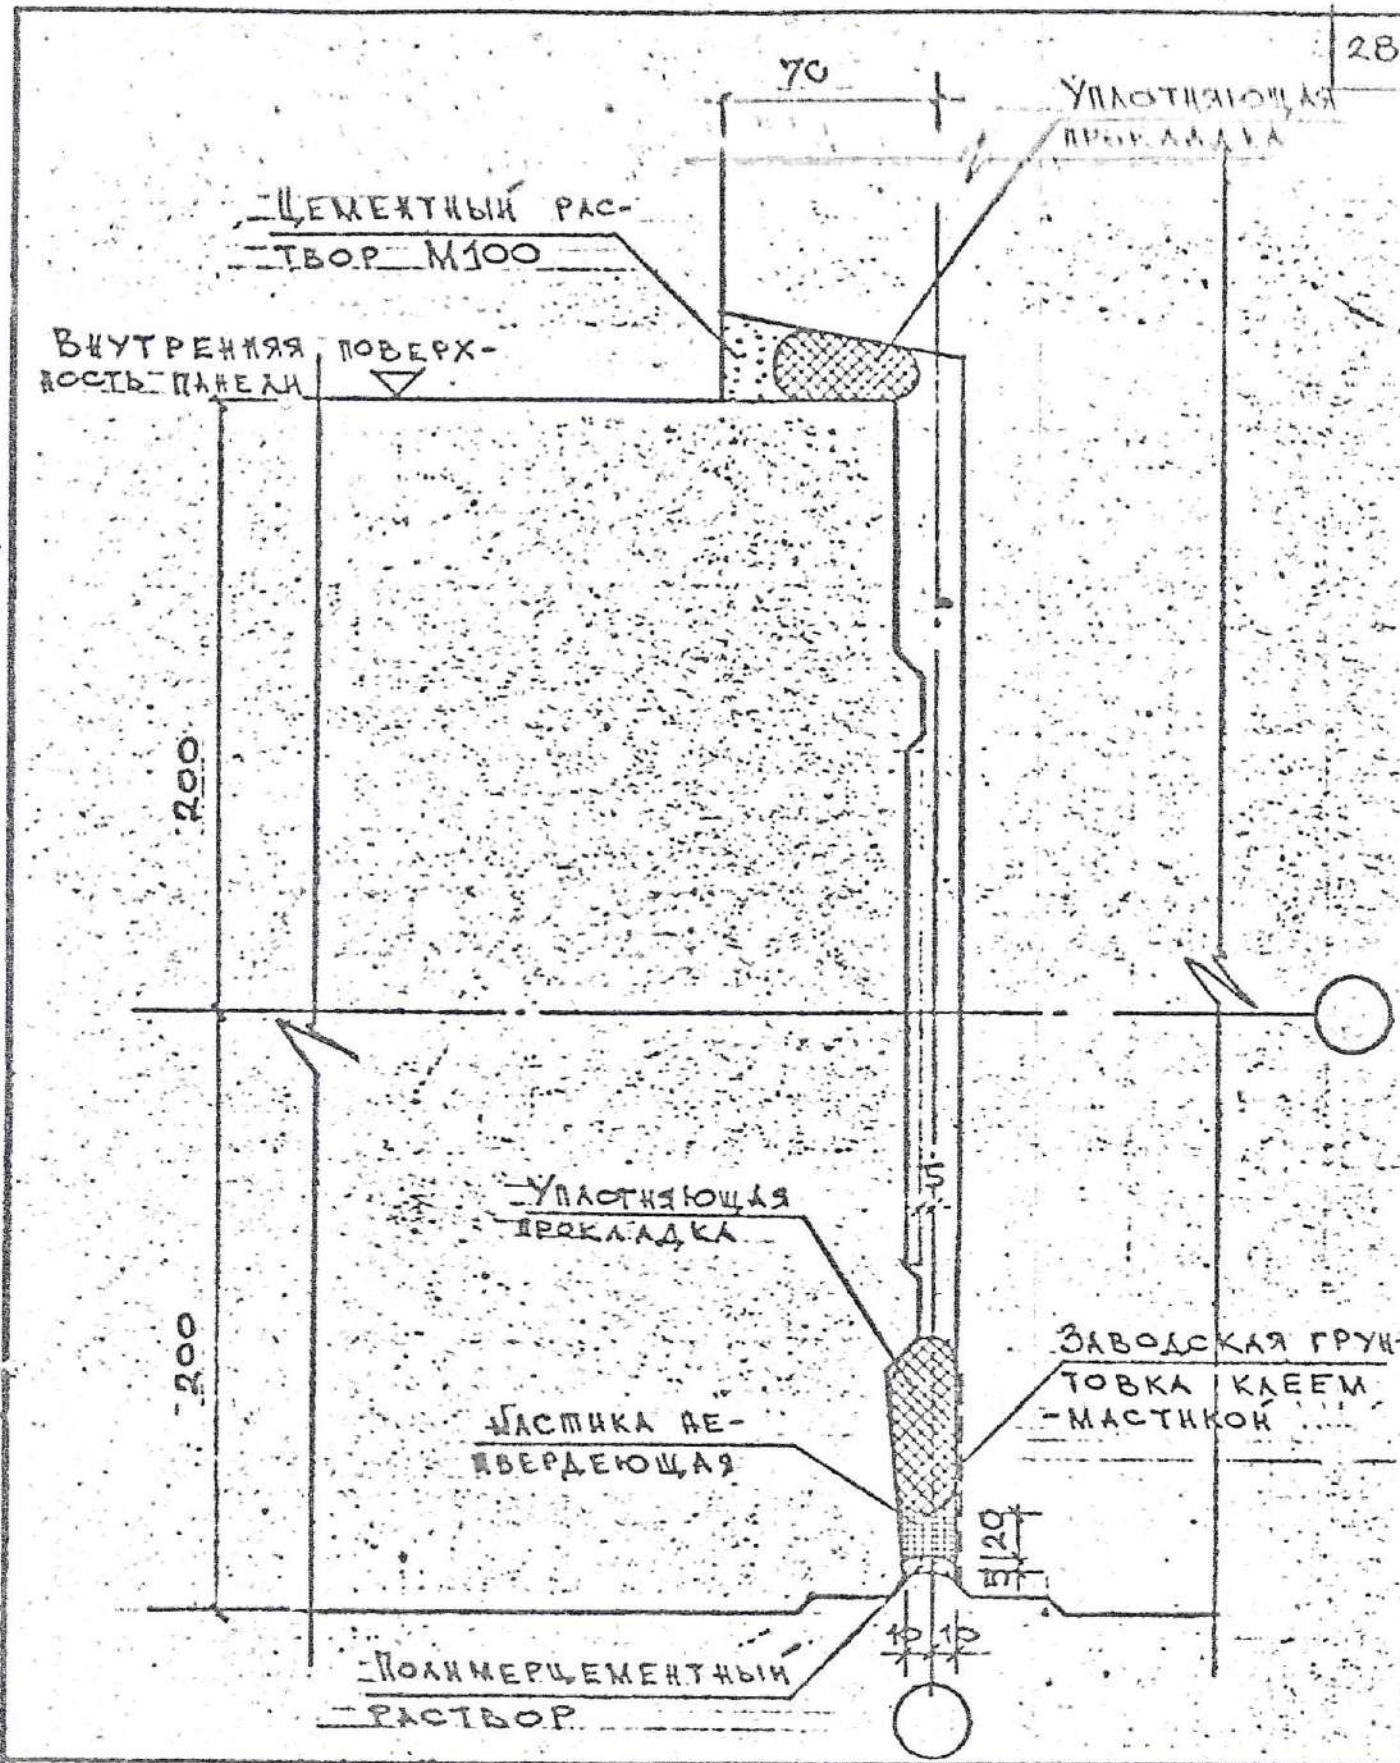 28
70
УПЛОТНЯЮЩАЯ
ПРОКЛАДКА
ЦЕМЕНТНЫЙ РАС-
ТВОР М100
ВНУТРЕННЯЯ ПОВЕРХ-
НОСТЬ ПАНЕЛИ
200
5
УПЛОТНЯЮЩАЯ
ПРОКЛАДКА
200
ЗАВОДСКАЯ ГРУН-
ТОВКА КЛЕЕМ
-МАСТИКОЙ
МАСТИКА НЕ-
ТВЕРДЕЮЩАЯ
5 20
10 10
ПОЛИМЕРЦЕМЕНТНЫЙ
РАСТВОР